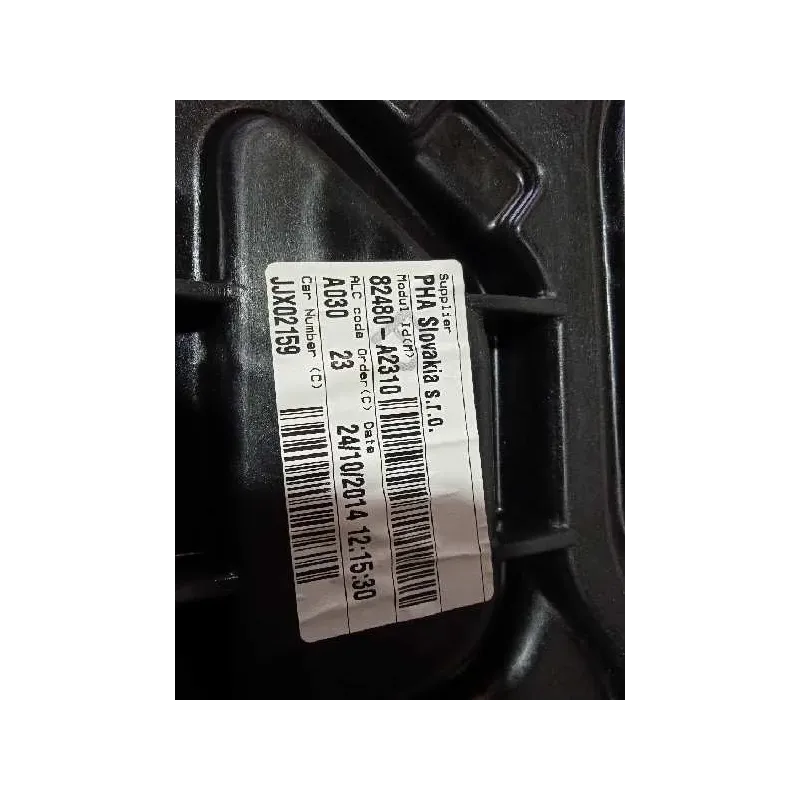 Supplier
PHA Slovakia s.r.o.
Modul Id(M)
82480-A2310
ALC code Order(C) Date
A030 23 24/10/2014 12:15:30
Car Number (C)
JJX02159